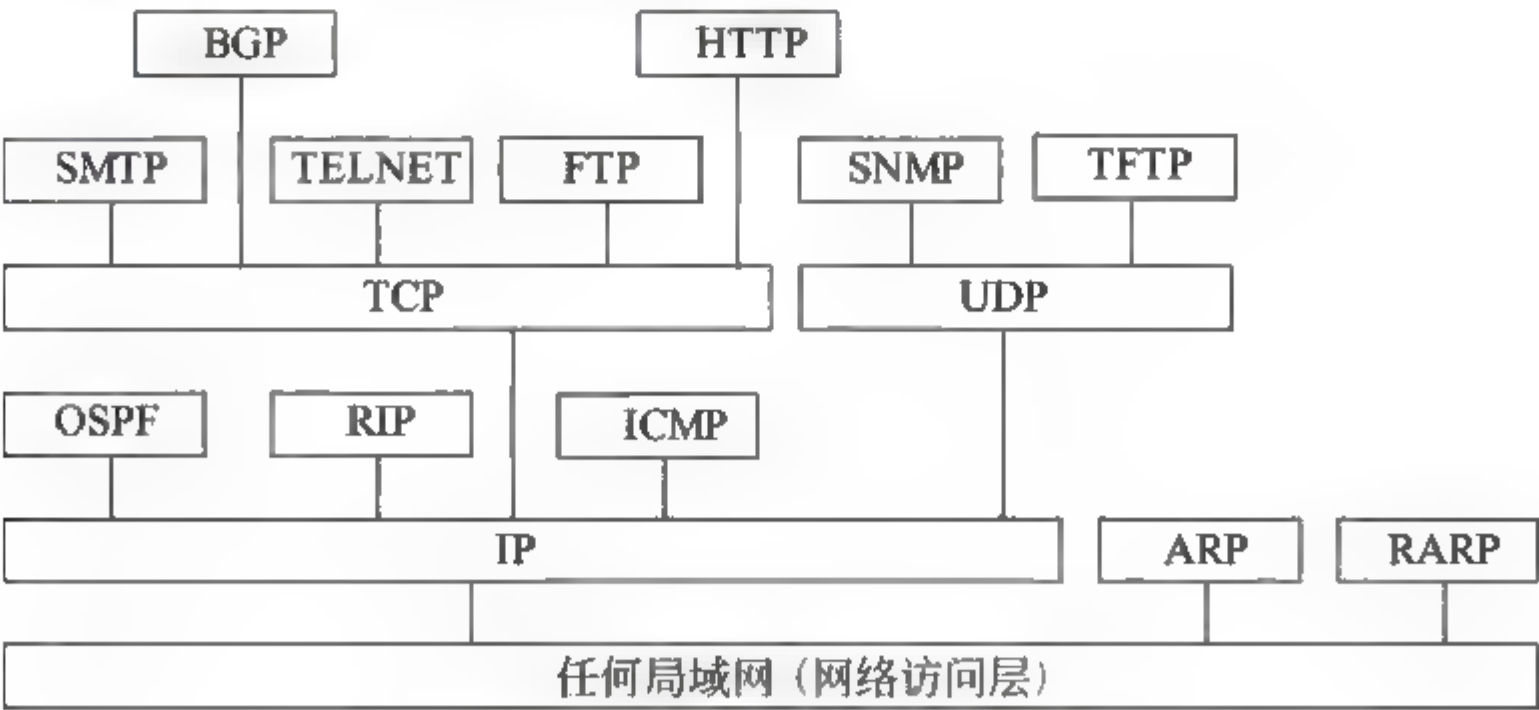 BGP
HTTP
SMTP
TELNET
FTP
SNMP
TFTP
TCP
UDP
OSPF
RIP
ICMP
IP
ARP
RARP
任何局域网（网络访问层）